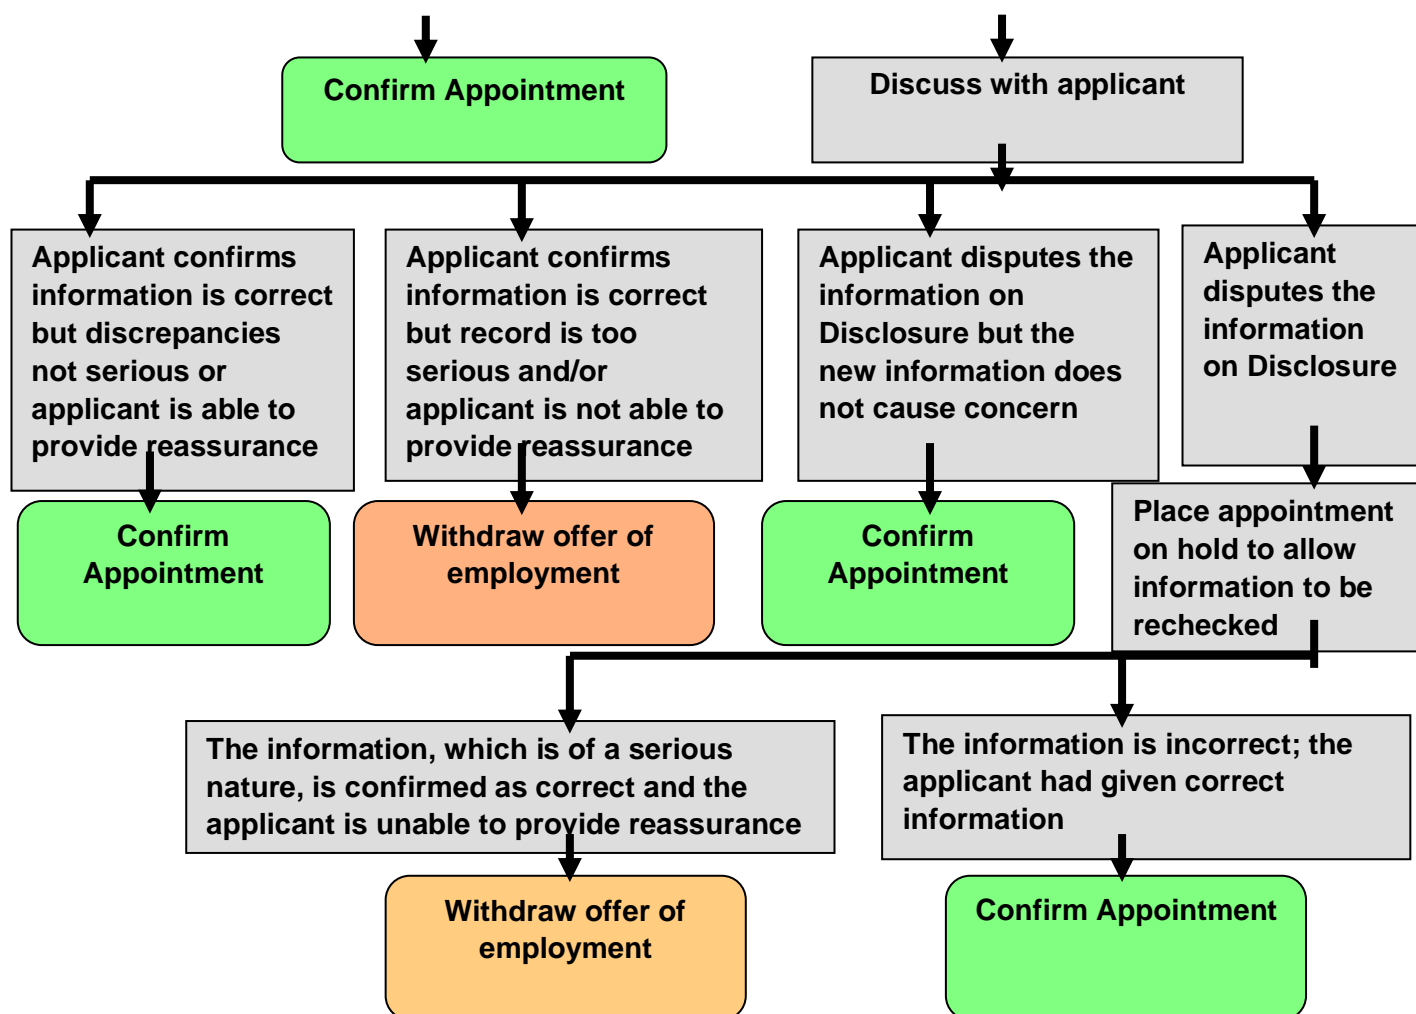 Confirm Appointment
Discuss with applicant
Applicant confirms
information is correct
but discrepancies
not serious or
applicant is able to
provide reassurance
Applicant confirms
information is correct
but record is too
serious and/or
applicant is not able to
provide reassurance
Applicant disputes the
information on
Disclosure but the
new information does
not cause concern
Applicant
disputes the
information
on Disclosure
Confirm
Appointment
Withdraw offer of
employment
Confirm
Appointment
Place appointment
on hold to allow
information to be
rechecked
The information, which is of a serious
nature, is confirmed as correct and the
applicant is unable to provide reassurance
The information is incorrect; the
applicant had given correct
information
Withdraw offer of
employment
Confirm Appointment